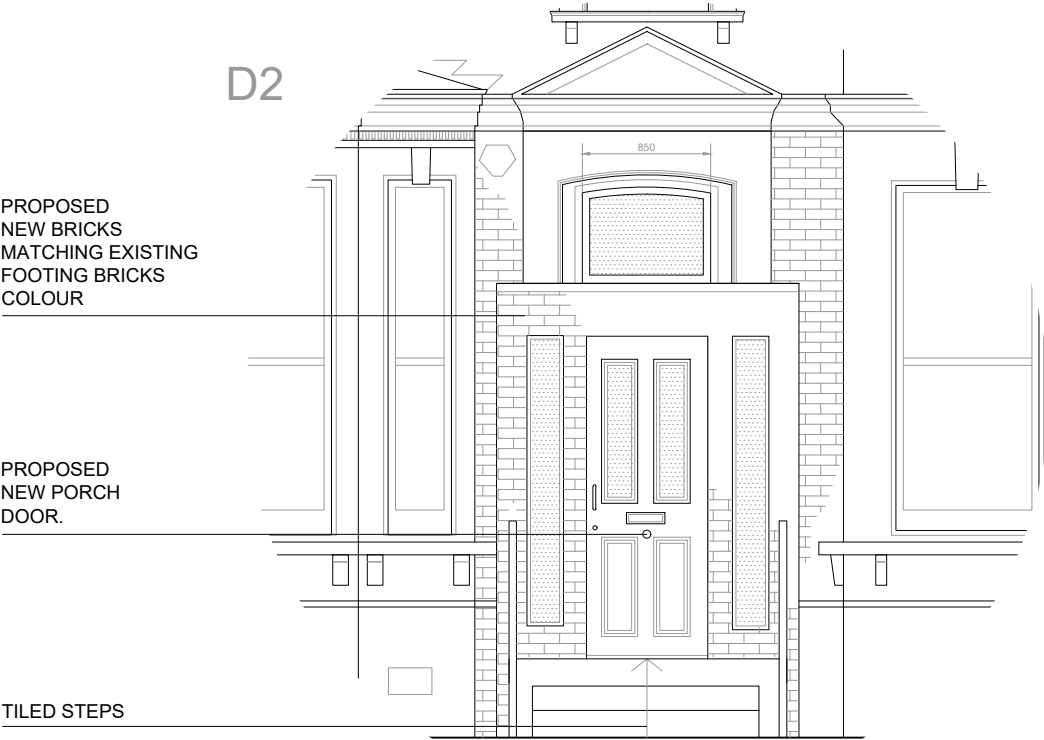 D2
850
PROPOSED
NEW BRICKS
MATCHING EXISTING
FOOTING BRICKS
COLOUR
PROPOSED
NEW PORCH
DOOR.
TILED STEPS